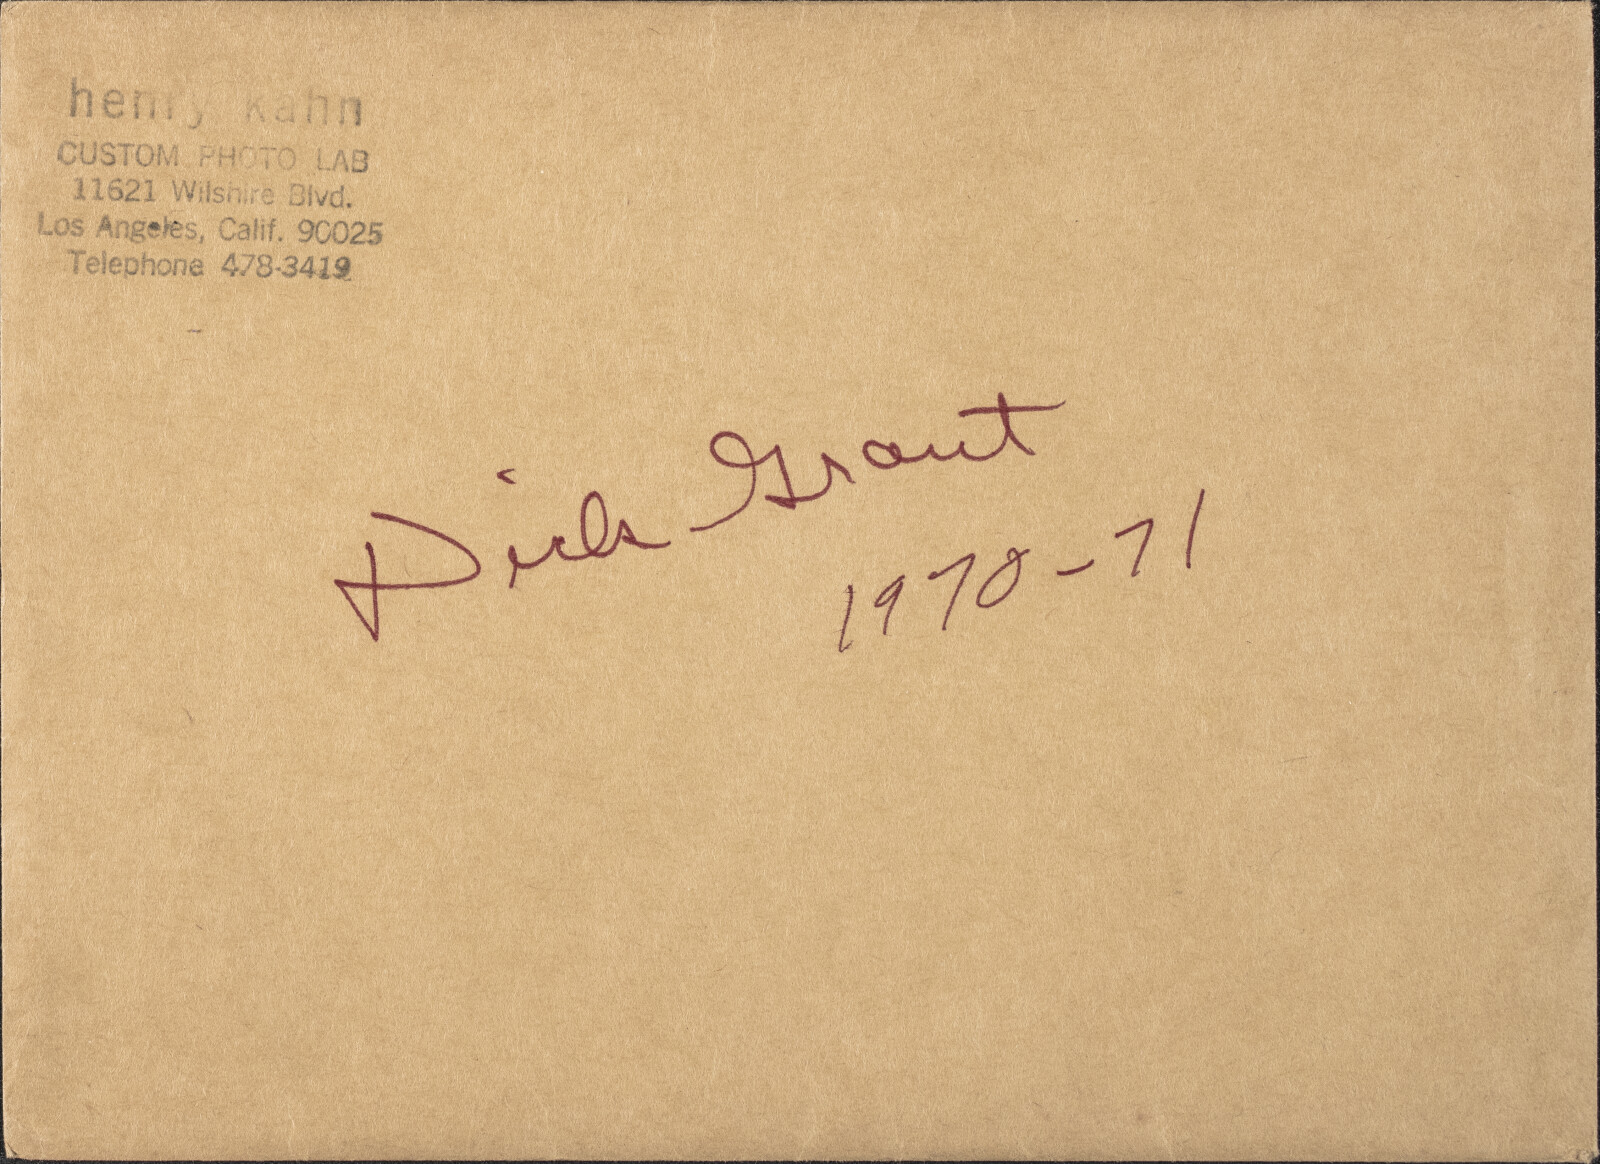 henry kahn
CUSTOM PHOTO LAB
11621 Wilshire Blvd.
Los Angeles, Calif. 90025
Telephone 478-3419
Dick Grant
1970-71